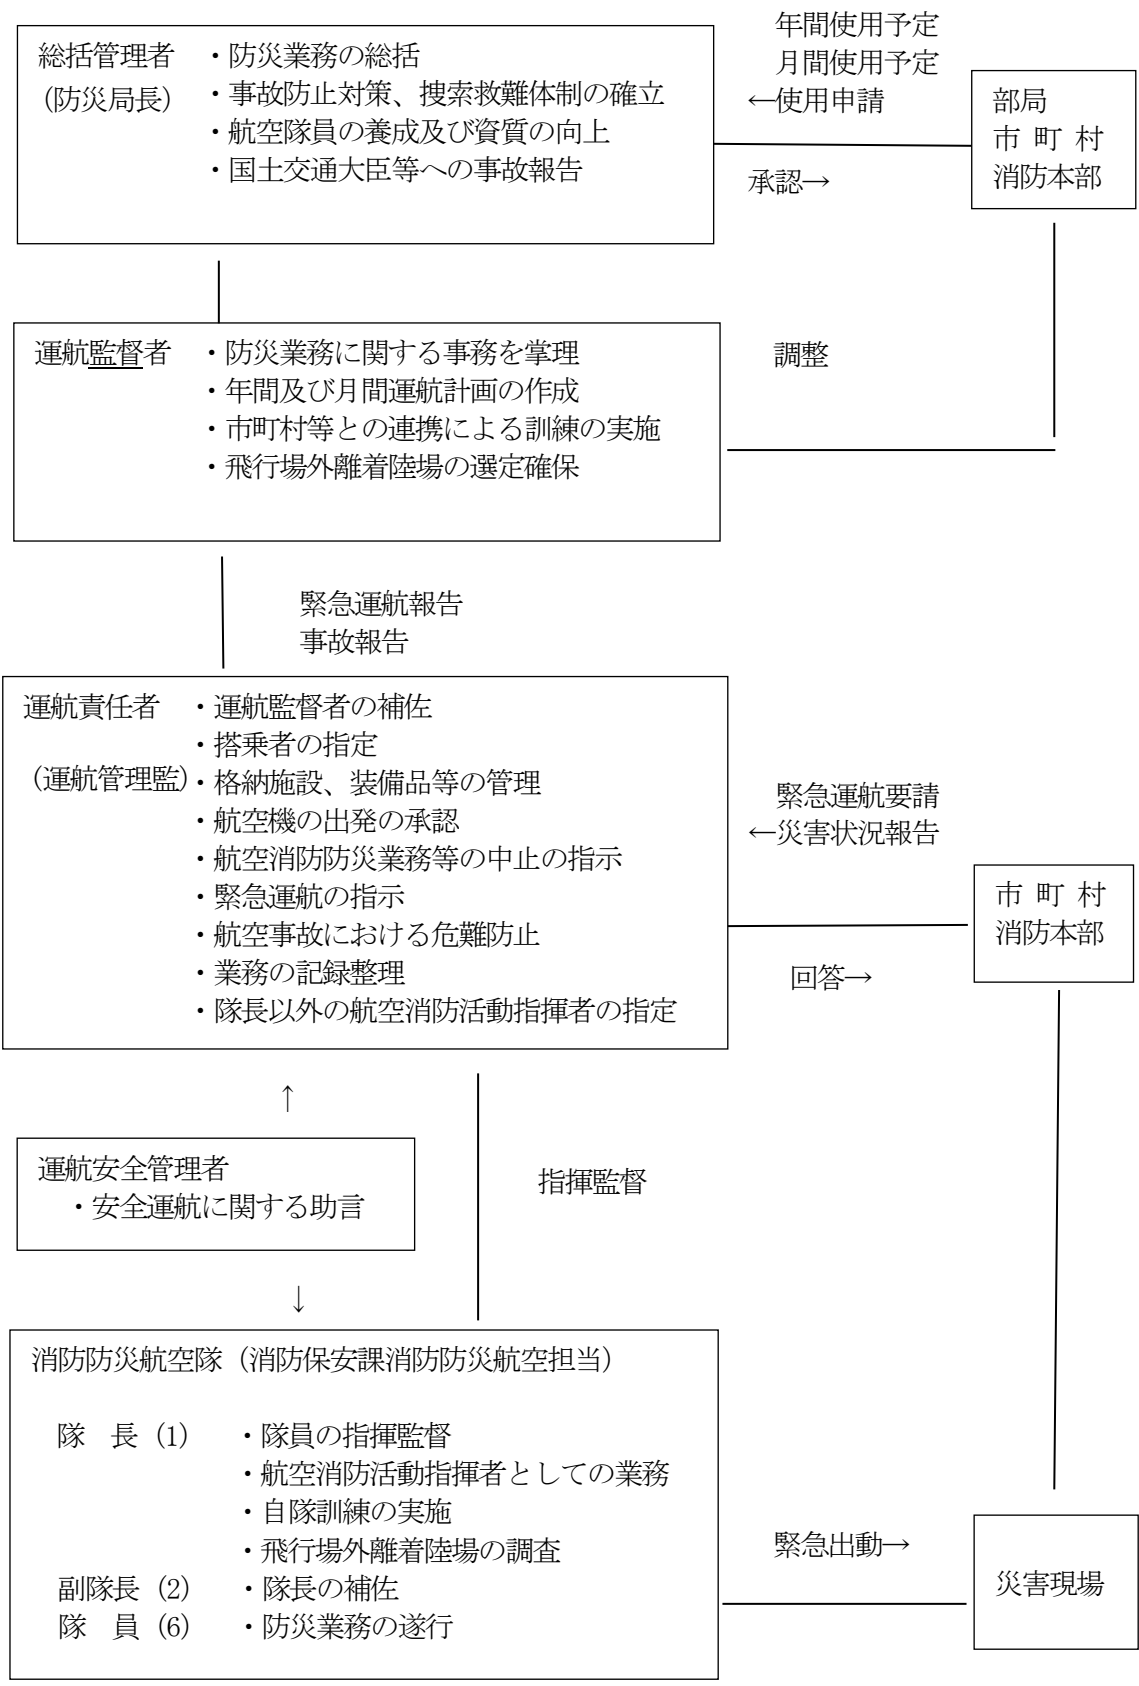 年間使用予定
月間使用予定
←使用申請
総括管理者 ・防災業務の総括
(防災局長) ・事故防止対策、捜索救難体制の確立
・航空隊員の養成及び資質の向上
・国土交通大臣等への事故報告
部局
市 町 村
消防本部
承認→
運航監督者 ・防災業務に関する事務を掌理
・年間及び月間運航計画の作成
・市町村等との連携による訓練の実施
・飛行場外離着陸場の選定確保
調整
緊急運航報告
事故報告
運航責任者 ・運航監督者の補佐
・搭乗者の指定
(運航管理監)・格納施設、装備品等の管理
・航空機の出発の承認
・航空消防防災業務等の中止の指示
・緊急運航の指示
・航空事故における危難防止
・業務の記録整理
・隊長以外の航空消防活動指揮者の指定
緊急運航要請
←災害状況報告
市 町 村
消防本部
回答→
↑
運航安全管理者
・安全運航に関する助言
指揮監督
↓
消防防災航空隊(消防保安課消防防災航空担当)
隊 長(1) ・隊員の指揮監督
・航空消防活動指揮者としての業務
・自隊訓練の実施
・飛行場外離着陸場の調査
副隊長(2) ・隊長の補佐
隊 員(6) ・防災業務の遂行
緊急出動→
災害現場